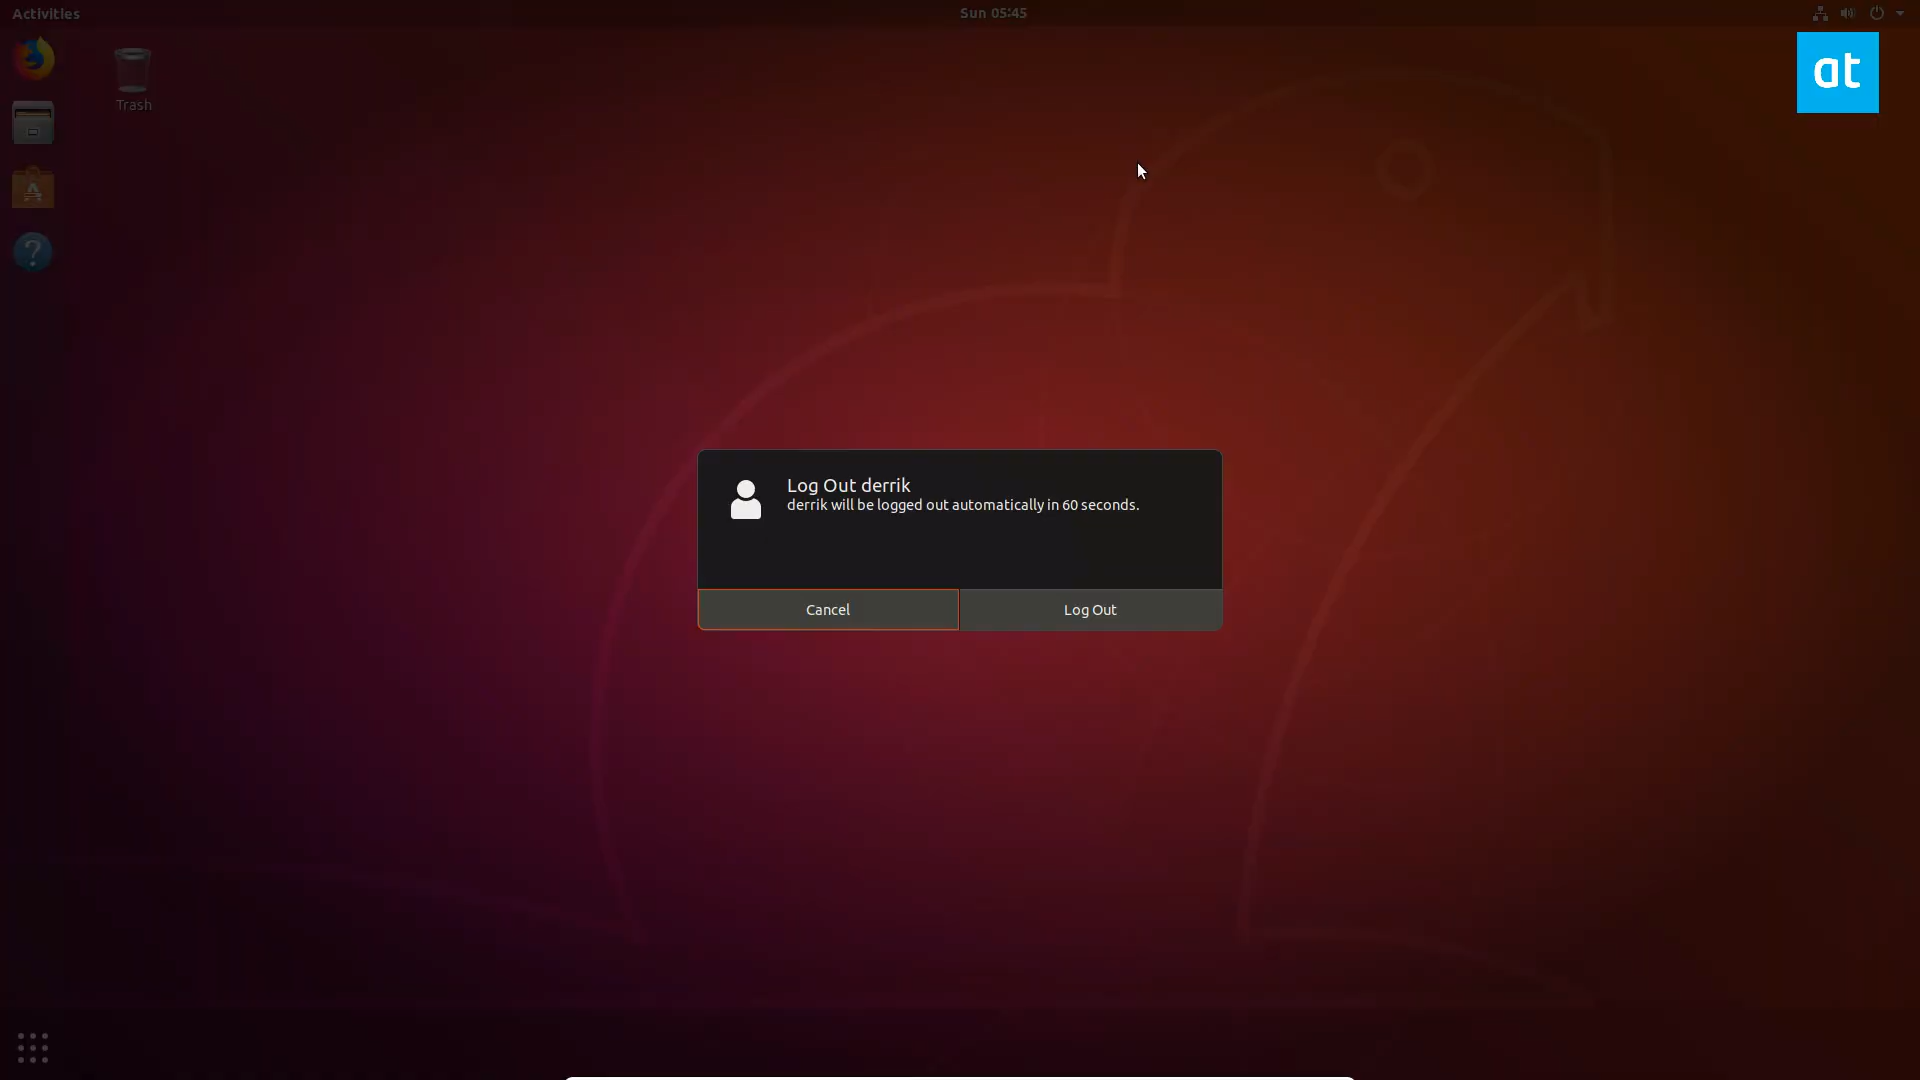 Activities
Sun 05:45
at
Trash
Log Out derrik
derrik will be logged out automatically in 60 seconds.
Cancel
Log Out